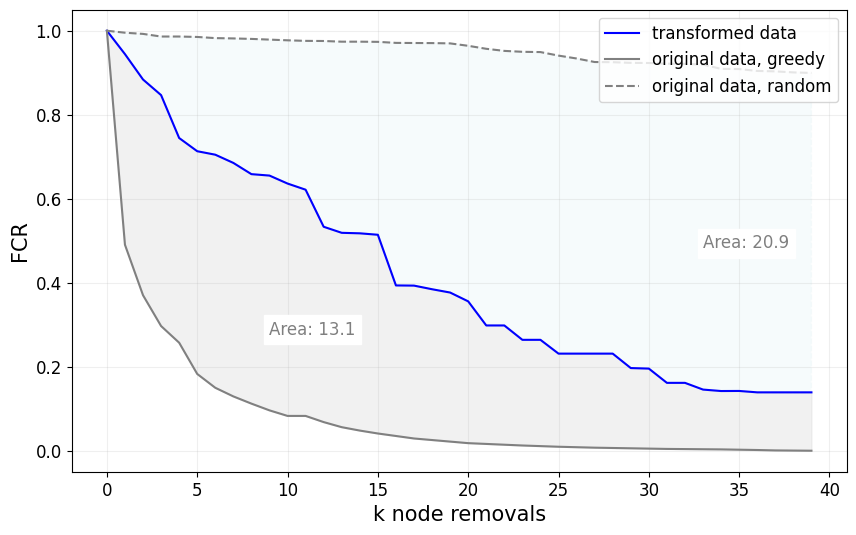 transformed data
original data, greedy
original data, random
1.0
0.8
0.6
0.4
0.2
0.0
FCR
Area: 20.9
Area: 13.1
0 5 10 15 20 25 30 35 40
k node removals